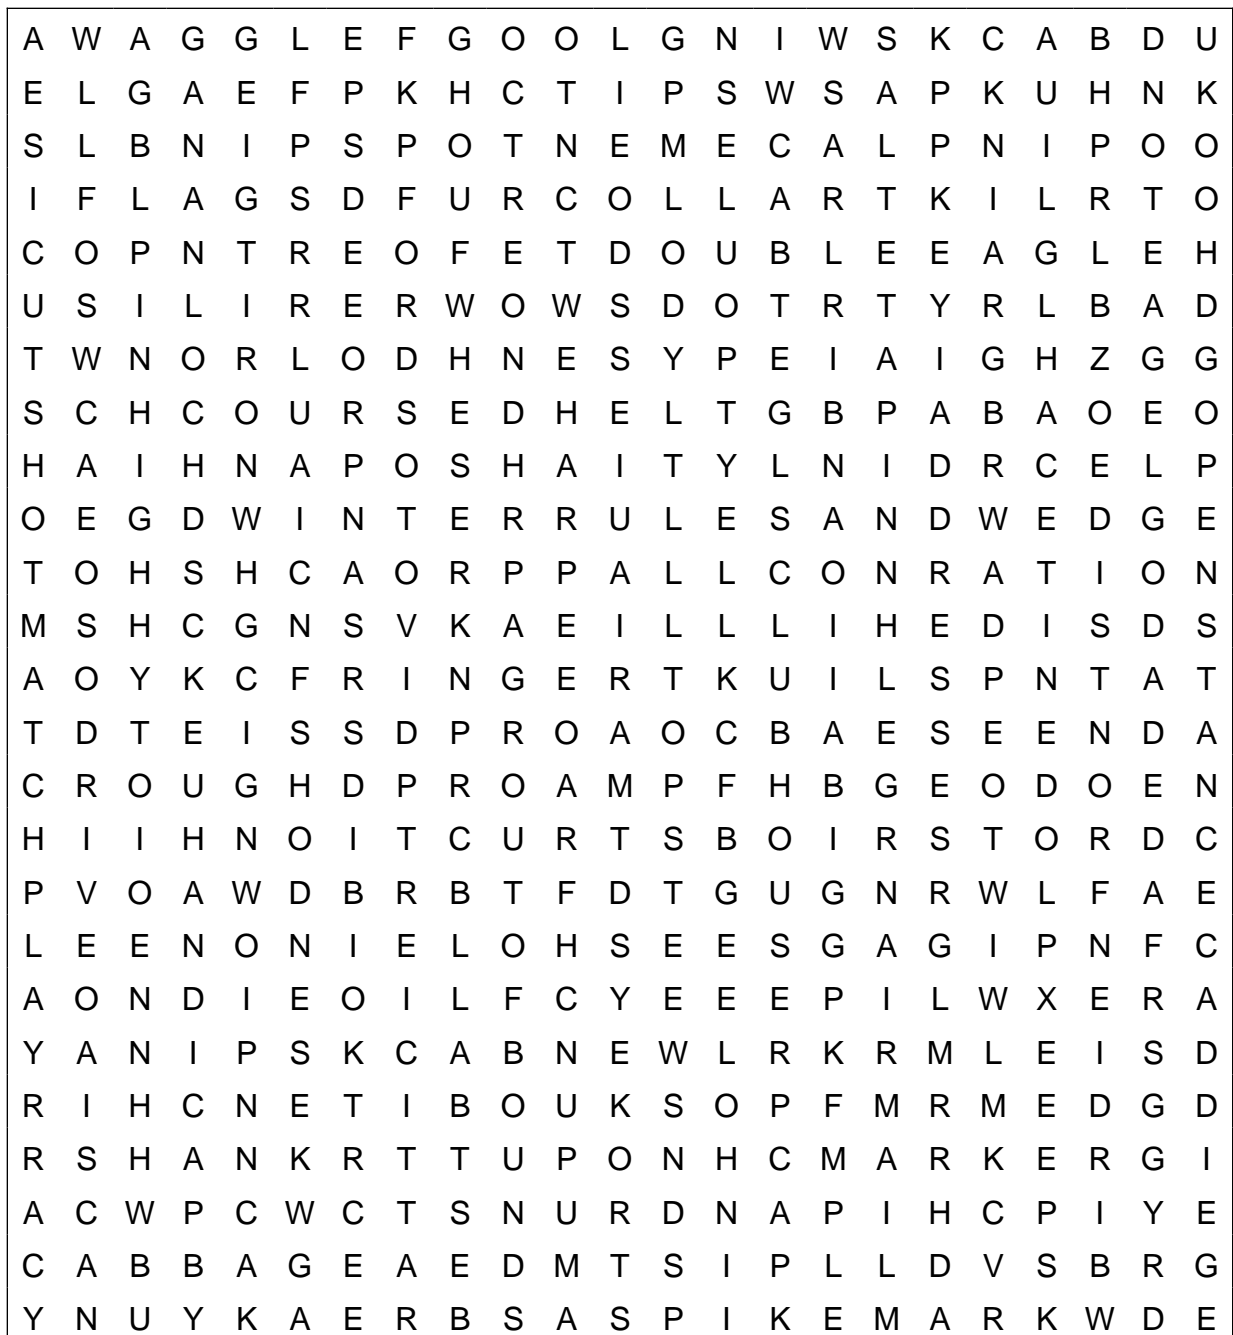 A W A G G L E F G O O L G N I W S K C A B D U
E L G A E F P K H C T I P S W S A P K U H N K
S L B N I P S P O T N E M E C A L P N I P O O
I F L A G S D F U R C O L L A R T K I L R T O
C O P N T R E O F E T D O U B L E E A G L E H
U S I L I R E R W O W S D O T R T Y R L B A D
T W N O R L O D H N E S Y P E I A I G H Z G G
S C H C O U R S E D H E L T G B P A B A O E O
H A I H N A P O S H A I T Y L N I D R C E L P
O E G D W I N T E R R U L E S A N D W E D G E
T O H S H C A O R P P A L L C O N R A T I O N
M S H C G N S V K A E I L L L I H E D I S D S
A O Y K C F R I N G E R T K U I L S P N T A T
T D T E I S S D P R O A O C B A E S E E N D A
C R O U G H D P R O A M P F H B G E O D O E N
H I I H N O I T C U R T S B O I R S T O R D C
P V O A W D B R B T F D T G U G N R W L F A E
L E E N O N I E L O H S E E S G A G I P N F C
A O N D I E O I L F C Y E E E P I L W X E R A
Y A N I P S K C A B N E W L R K R M L E I S D
R I H C N E T I B O U K S O P F M R M E D G D
R S H A N K R T T U P O N H C M A R K E R G I
A C W P C W C T S N U R D N A P I H C P I Y E
C A B B A G E A E D M T S I P L L D V S B R G
Y N U Y K A E R B S A S P I K E M A R K W D E